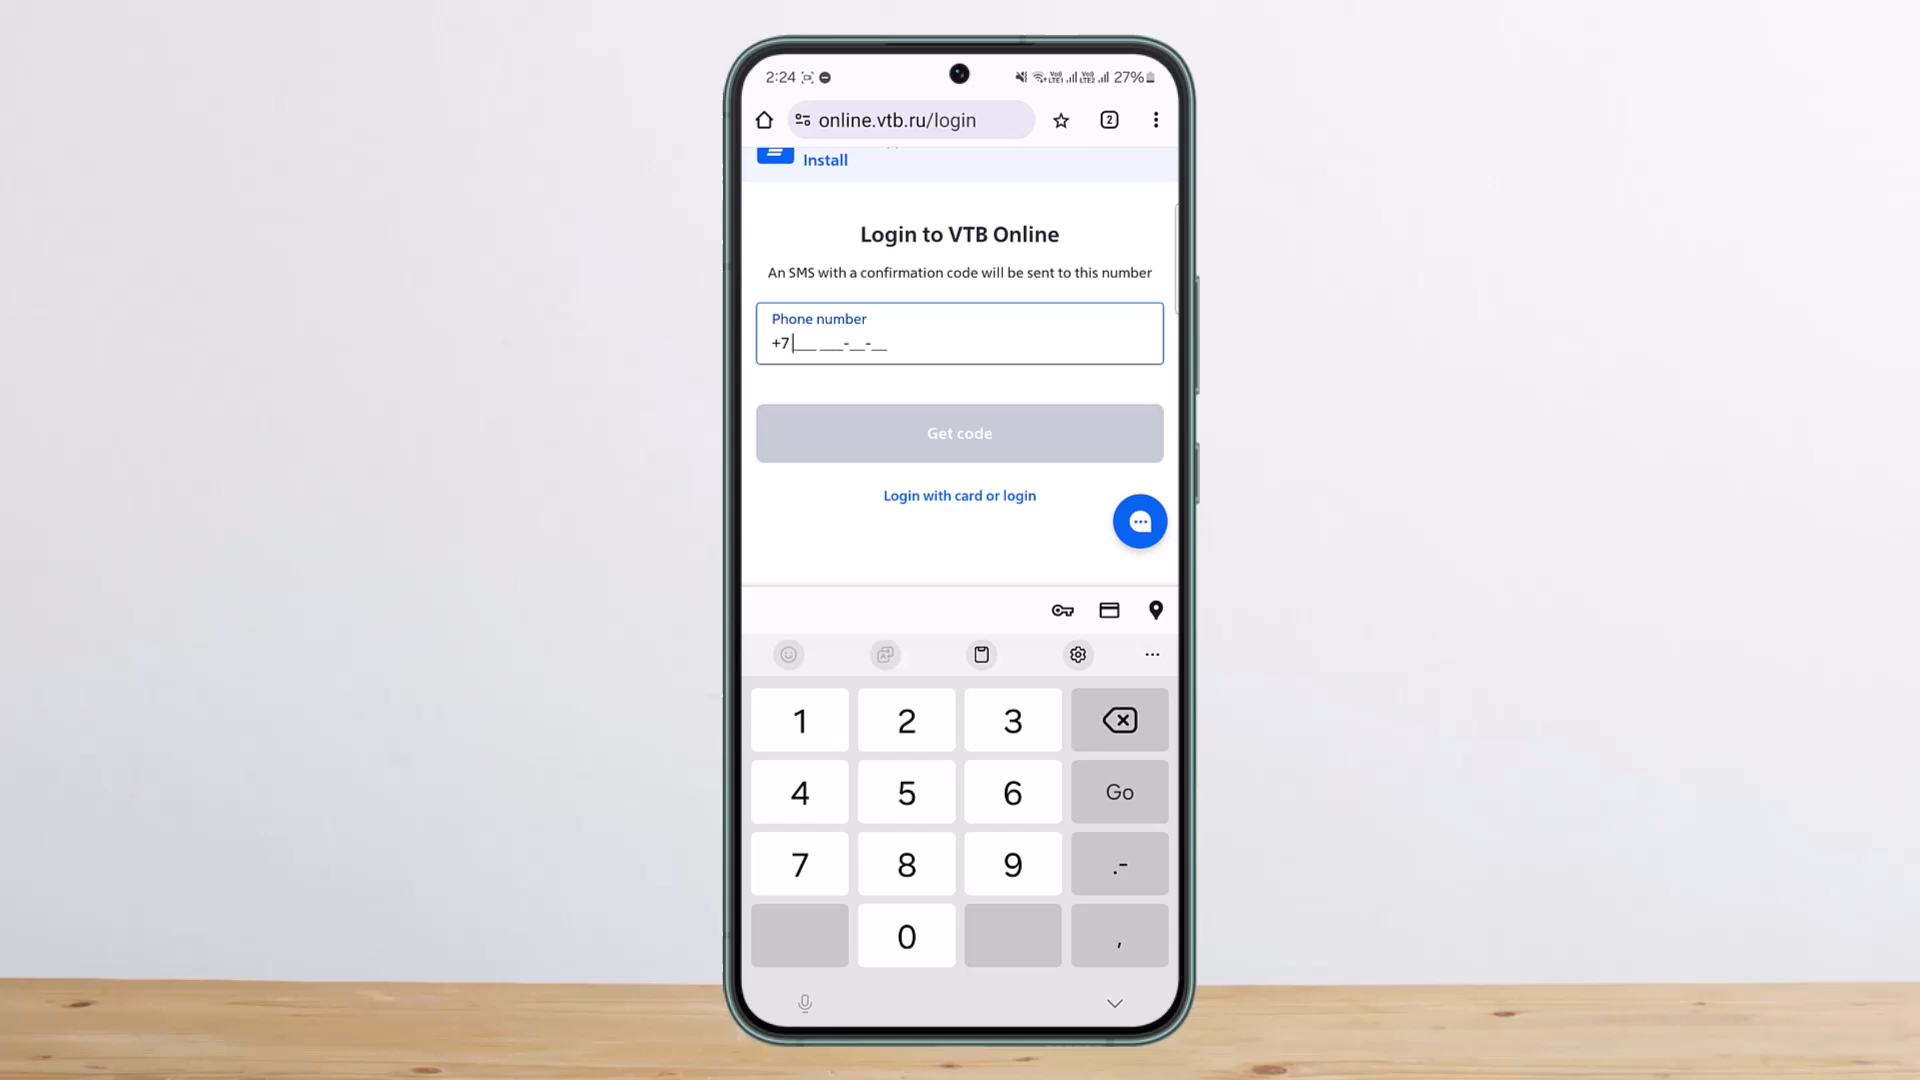 2:24 27%
online.vtb.ru/login 2
Install
Login to VTB Online
An SMS with a confirmation code will be sent to this number
Phone number
+7 ___ ___-__-__
Get code
Login with card or login
1 2 3
4 5 6 Go
7 8 9 .-
0 ,